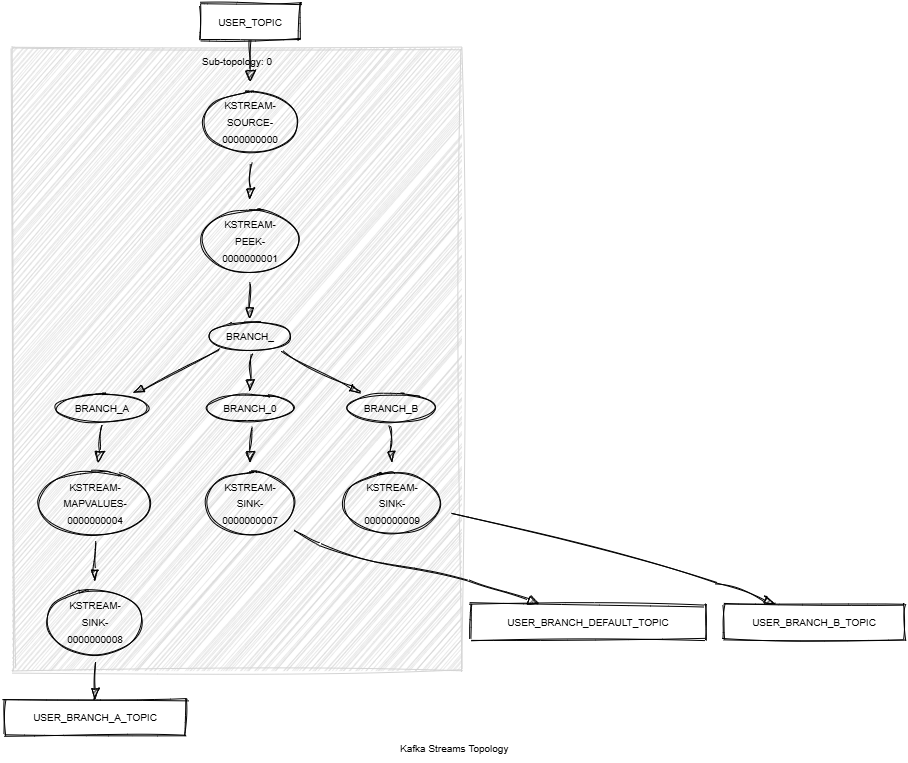 USER_TOPIC
Sub-topology: 0
KSTREAM-
SOURCE-
0000000000
KSTREAM-
PEEK-
0000000001
BRANCH_
BRANCH_A
BRANCH_0
BRANCH_B
KSTREAM-
MAPVALUES-
0000000004
KSTREAM-
SINK-
0000000007
KSTREAM-
SINK-
0000000009
KSTREAM-
SINK-
0000000008
USER_BRANCH_DEFAULT_TOPIC
USER_BRANCH_B_TOPIC
USER_BRANCH_A_TOPIC
Kafka Streams Topology